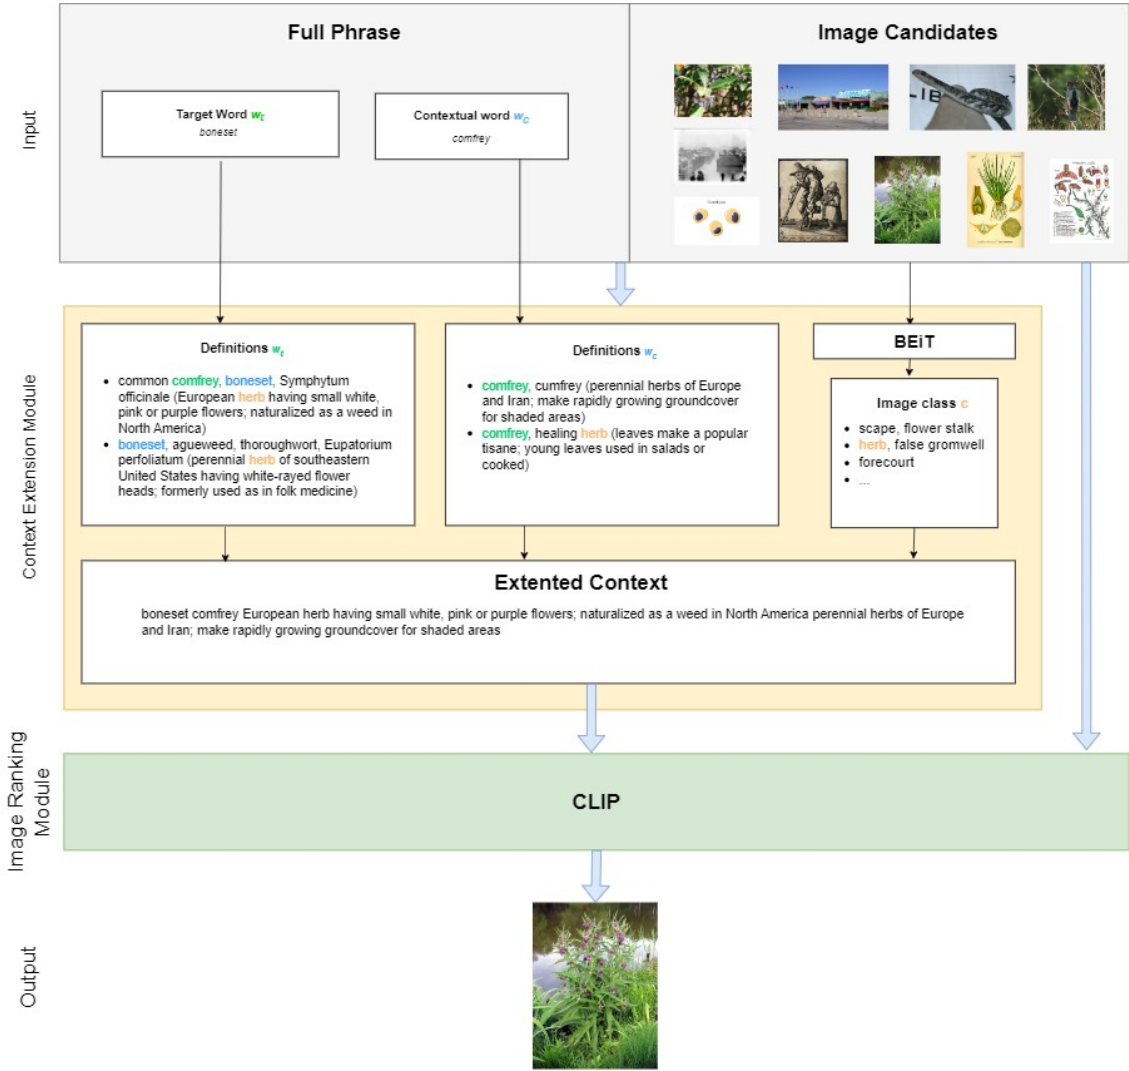 Full Phrase
Image Candidates
Input
Target Word wt
boneset
Contextual word wc
comfrey
LIB
Context Extension Module
Definitions wt
• common comfrey, boneset, Symphytum
officinale (European herb having small white,
pink or purple flowers; naturalized as a weed in
North America)
• boneset, agueweed, thoroughwort, Eupatorium
perfoliatum (perennial herb of southeastern
United States having white-rayed flower
heads; formerly used as in folk medicine)
Definitions wc
• comfrey, cumfrey (perennial herbs of Europe
and Iran; make rapidly growing groundcover
for shaded areas)
• comfrey, healing herb (leaves make a popular
tisane; young leaves used in salads or
cooked)
BEiT
Image class c
• scape, flower stalk
• herb, false gromwell
• forecourt
• ...
Extented Context
boneset comfrey European herb having small white, pink or purple flowers; naturalized as a weed in North America perennial herbs of Europe
and Iran; make rapidly growing groundcover for shaded areas
Image Ranking
Module
CLIP
Output